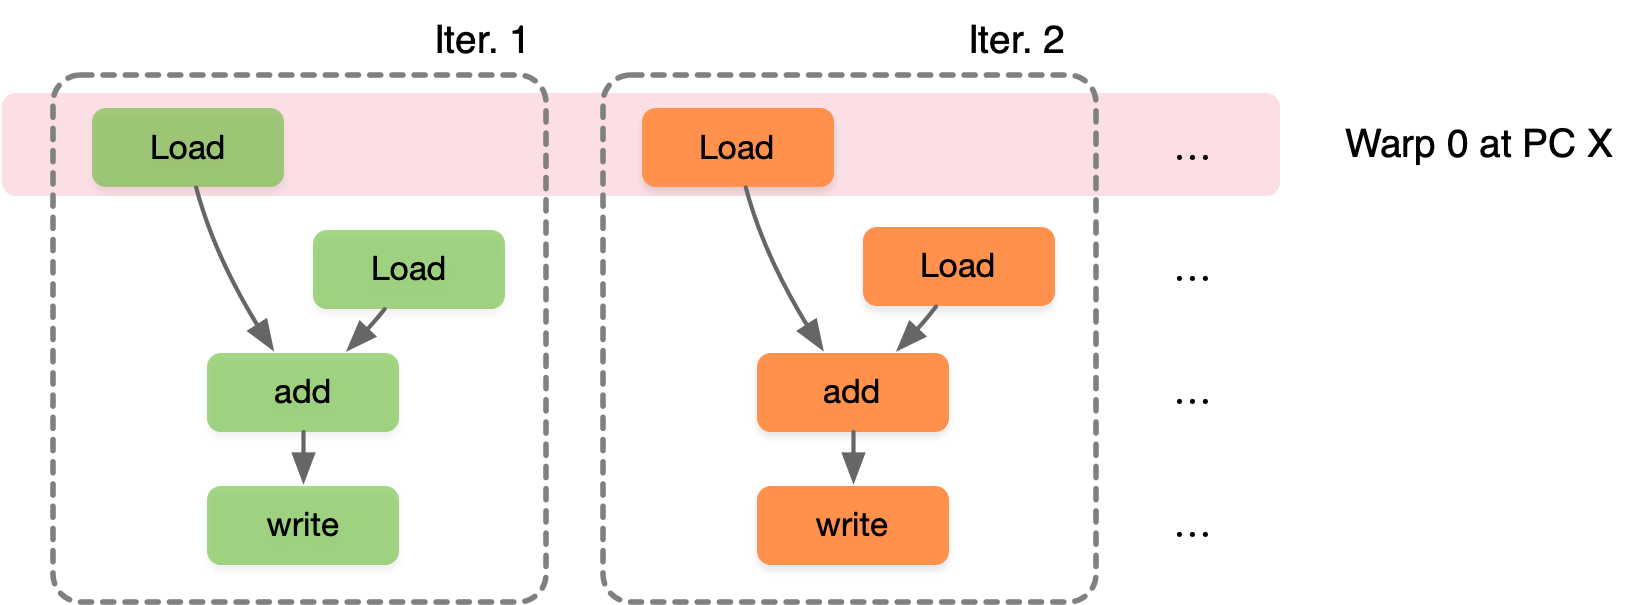 Iter. 1
Iter. 2
Load
Load
...
Warp 0 at PC X
Load
Load
...
add
add
...
write
write
...